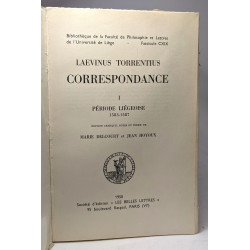 Bibliothèque de la Faculté de Philosophie et Lettres
de l'Université de Liège
Fascicule CXIX
LAEVINUS TORRENTIUS
CORRESPONDANCE
I
PÉRIODE LIÉGEOISE
1583-1587
MARIE DELCOURT et JEAN HOYOUX
1950
Société d'édition « LES BELLES LETTRES »
95 boulevard Raspail, PARIS (VIe)